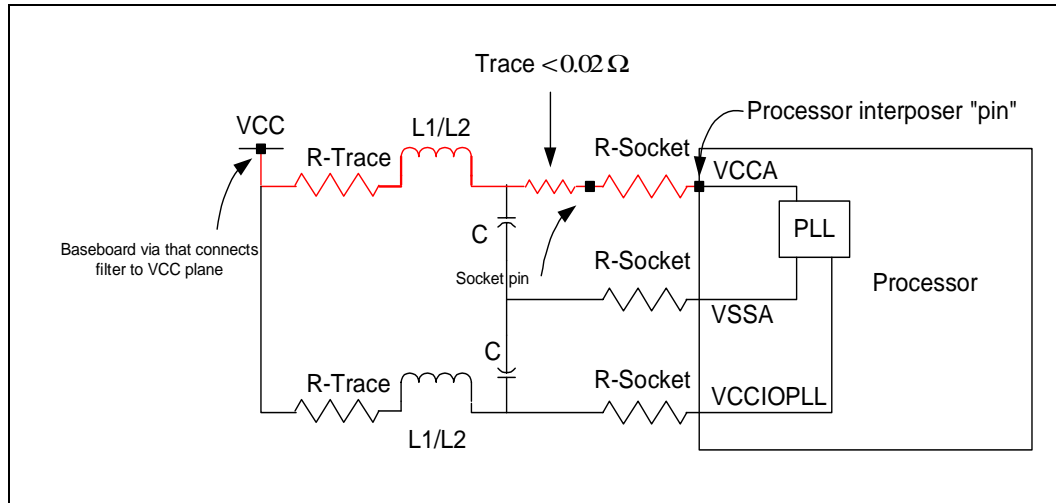 Trace <0.02 Ω
Processor interposer "pin"
VCC
L1/L2
R-Trace
R-Socket
VCCA
PLL
C
Baseboard via that connects
filter to VCC plane
Socket pin
R-Socket
Processor
VSSA
C
R-Trace
R-Socket
VCCIOPLL
L1/L2